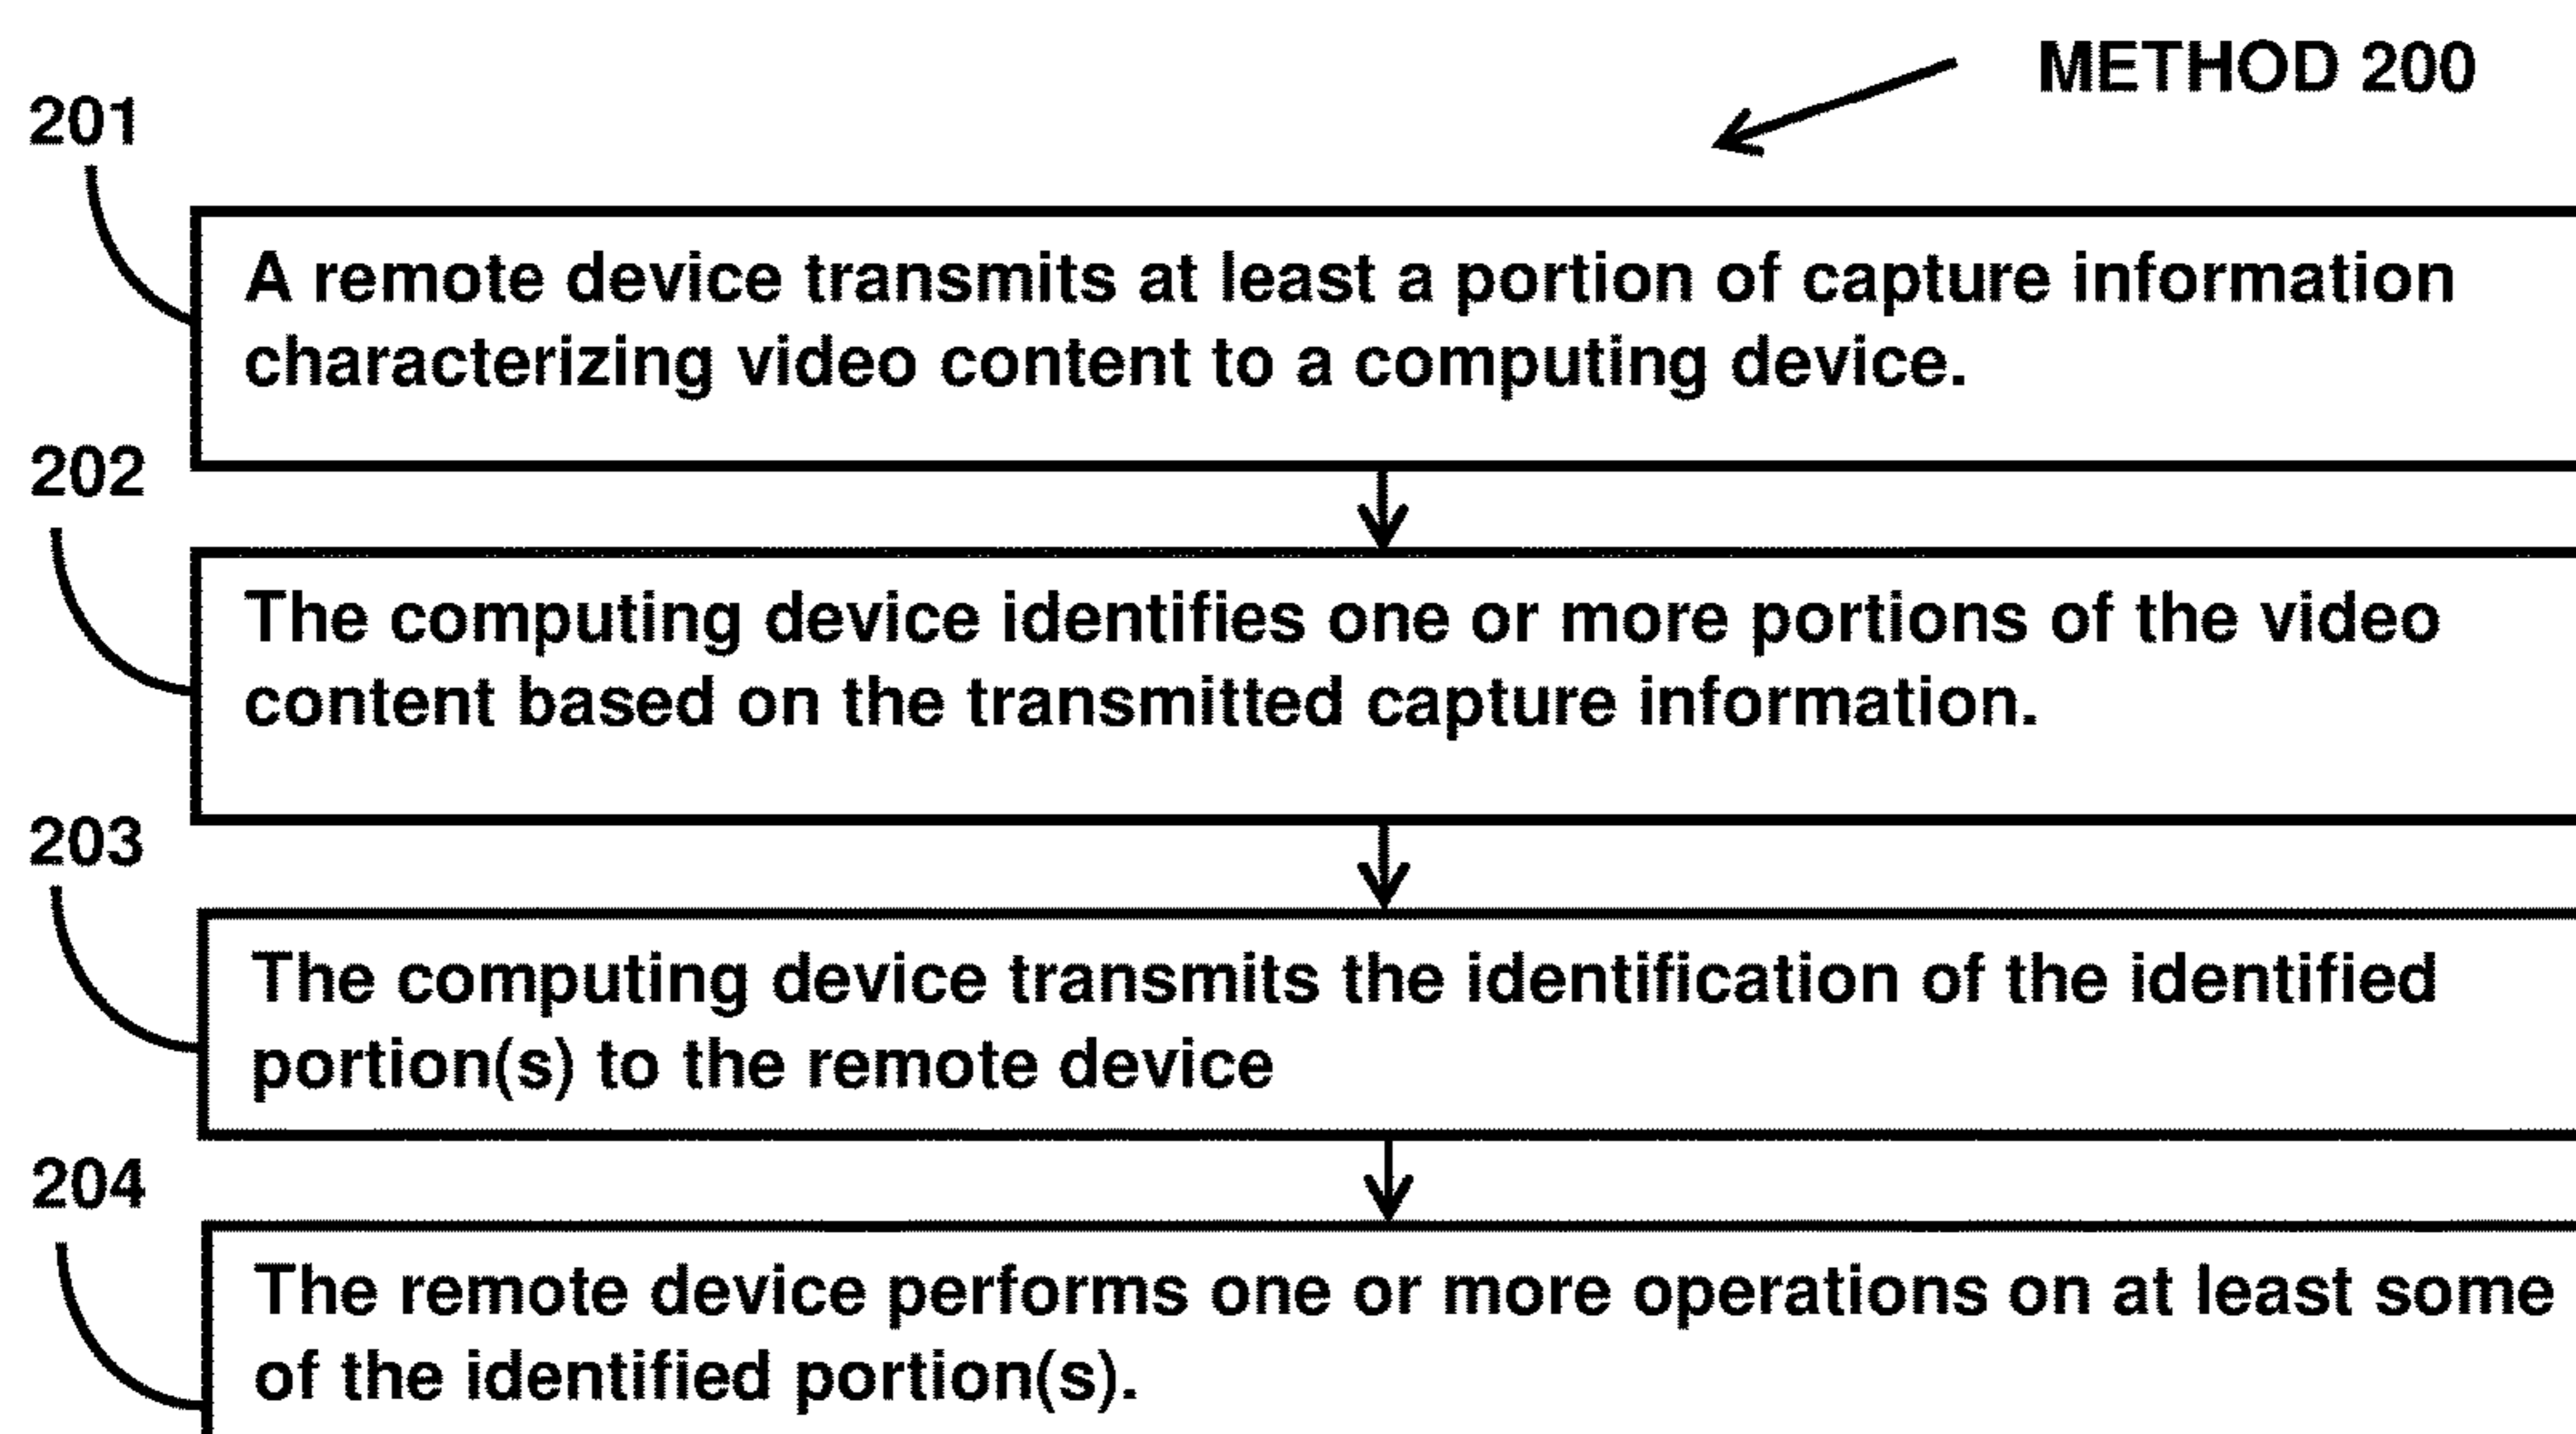 METHOD 200
201
A remote device transmits at least a portion of capture information
characterizing video content to a computing device.
202
The computing device identifies one or more portions of the video
content based on the transmitted capture information.
203
The computing device transmits the identification of the identified
portion(s) to the remote device
204
The remote device performs one or more operations on at least some
of the identified portion(s).